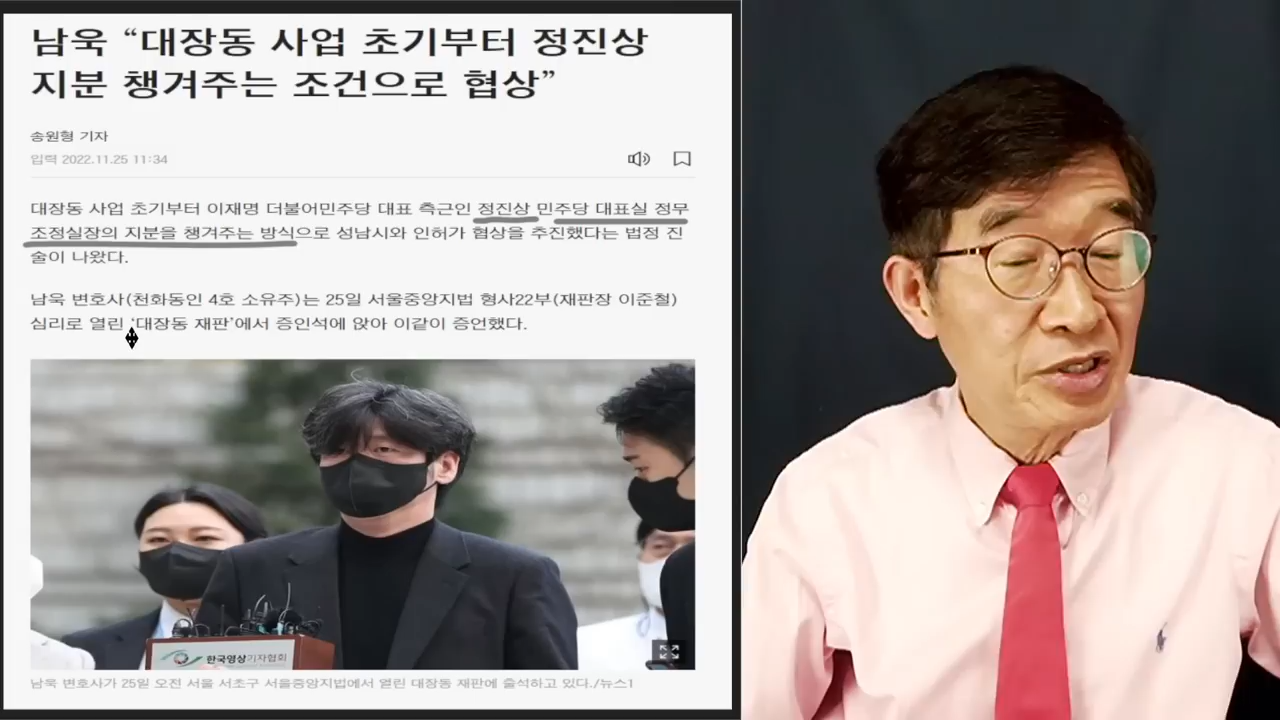 남욱 “대장동 사업 초기부터 정진상
지분 챙겨주는 조건으로 협상”
송원형 기자
입력 2022.11.25 11:34
대장동 사업 초기부터 이재명 더불어민주당 대표 측근인 정진상 민주당 대표실 정무
조정실장의 지분을 챙겨주는 방식으로 성남시와 인허가 협상을 추진했다는 법정 진
술이 나왔다.
남욱 변호사(천화동인 4호 소유주)는 25일 서울중앙지법 형사22부(재판장 이준철)
심리로 열린 ‘대장동 재판’에서 증인석에 앉아 이같이 증언했다.
한국영상기자협회
남욱 변호사가 25일 오전 서울 서초구 서울중앙지법에서 열린 대장동 재판에 출석하고 있다./뉴스1